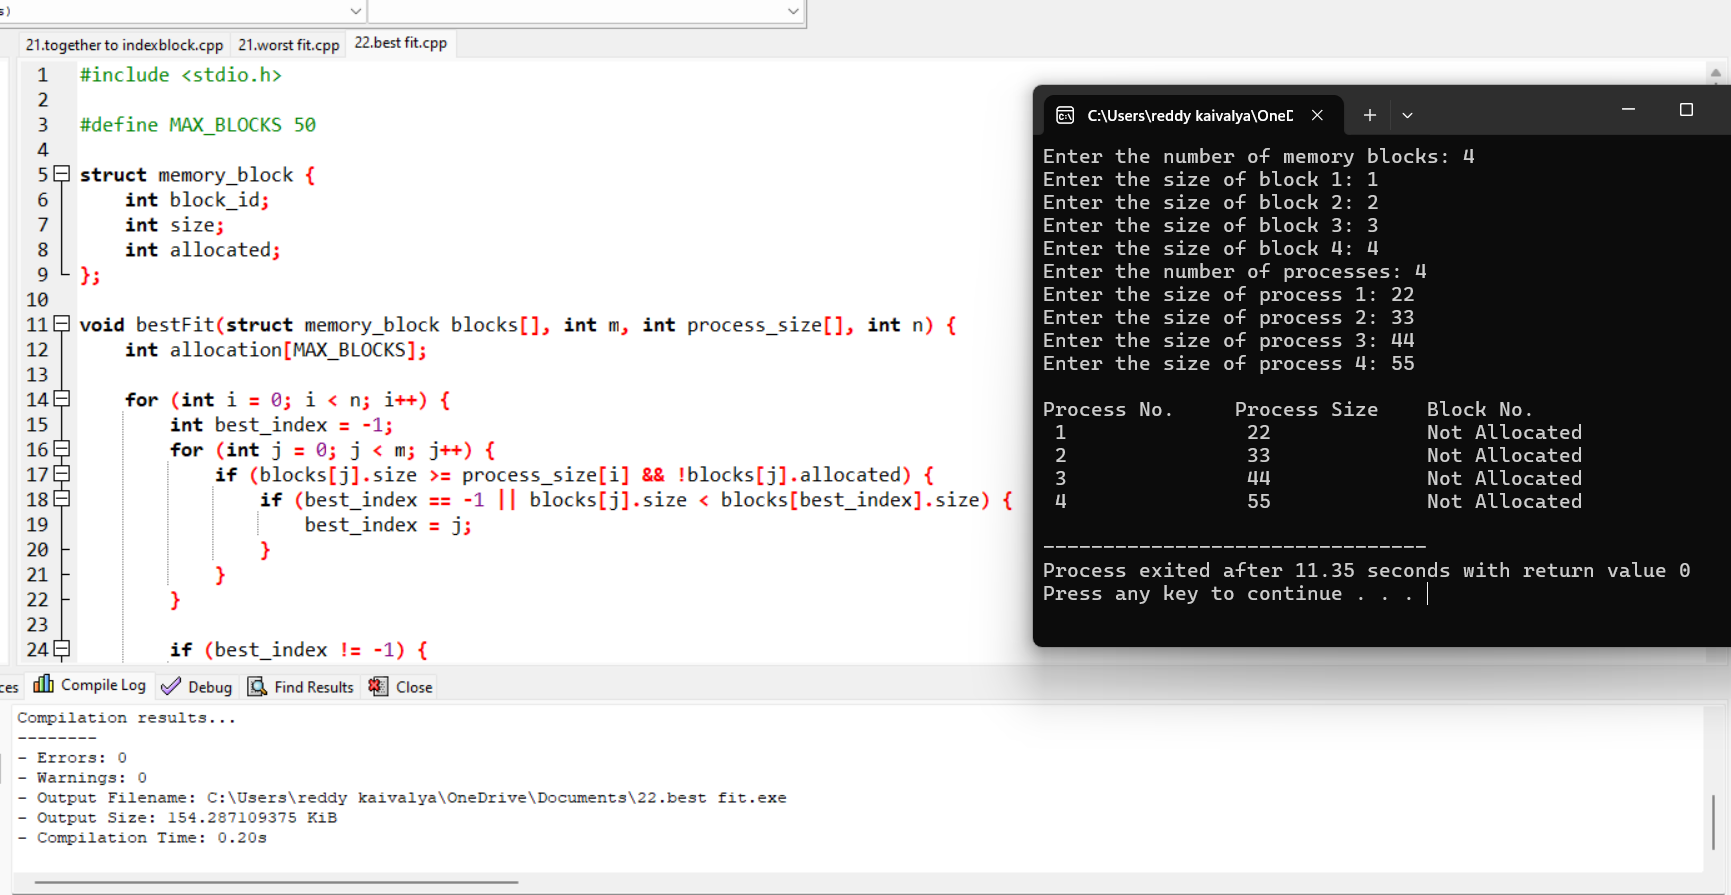 s)
21.together to indexblock.cpp 21.worst fit.cpp 22.best fit.cpp
1 #include <stdio.h>
2
3 #define MAX_BLOCKS 50
4
5 struct memory_block {
6 int block_id;
7 int size;
8 int allocated;
9 };
10
11 void bestFit(struct memory_block blocks[], int m, int process_size[], int n) {
12 int allocation[MAX_BLOCKS];
13
14 for (int i = 0; i < n; i++) {
15 int best_index = -1;
16 for (int j = 0; j < m; j++) {
17 if (blocks[j].size >= process_size[i] && !blocks[j].allocated) {
18 if (best_index == -1 || blocks[j].size < blocks[best_index].size) {
19 best_index = j;
20 }
21 }
22 }
23
24 if (best_index != -1) {
C:\Users\reddy kaivalya\OneD
Enter the number of memory blocks: 4
Enter the size of block 1: 1
Enter the size of block 2: 2
Enter the size of block 3: 3
Enter the size of block 4: 4
Enter the number of processes: 4
Enter the size of process 1: 22
Enter the size of process 2: 33
Enter the size of process 3: 44
Enter the size of process 4: 55
Process No. Process Size Block No.
1 22 Not Allocated
2 33 Not Allocated
3 44 Not Allocated
4 55 Not Allocated
--------------------------------
Process exited after 11.35 seconds with return value 0
Press any key to continue . . .
ces Compile Log Debug Find Results Close
Compilation results...
--------
- Errors: 0
- Warnings: 0
- Output Filename: C:\Users\reddy kaivalya\OneDrive\Documents\22.best fit.exe
- Output Size: 154.287109375 KiB
- Compilation Time: 0.20s